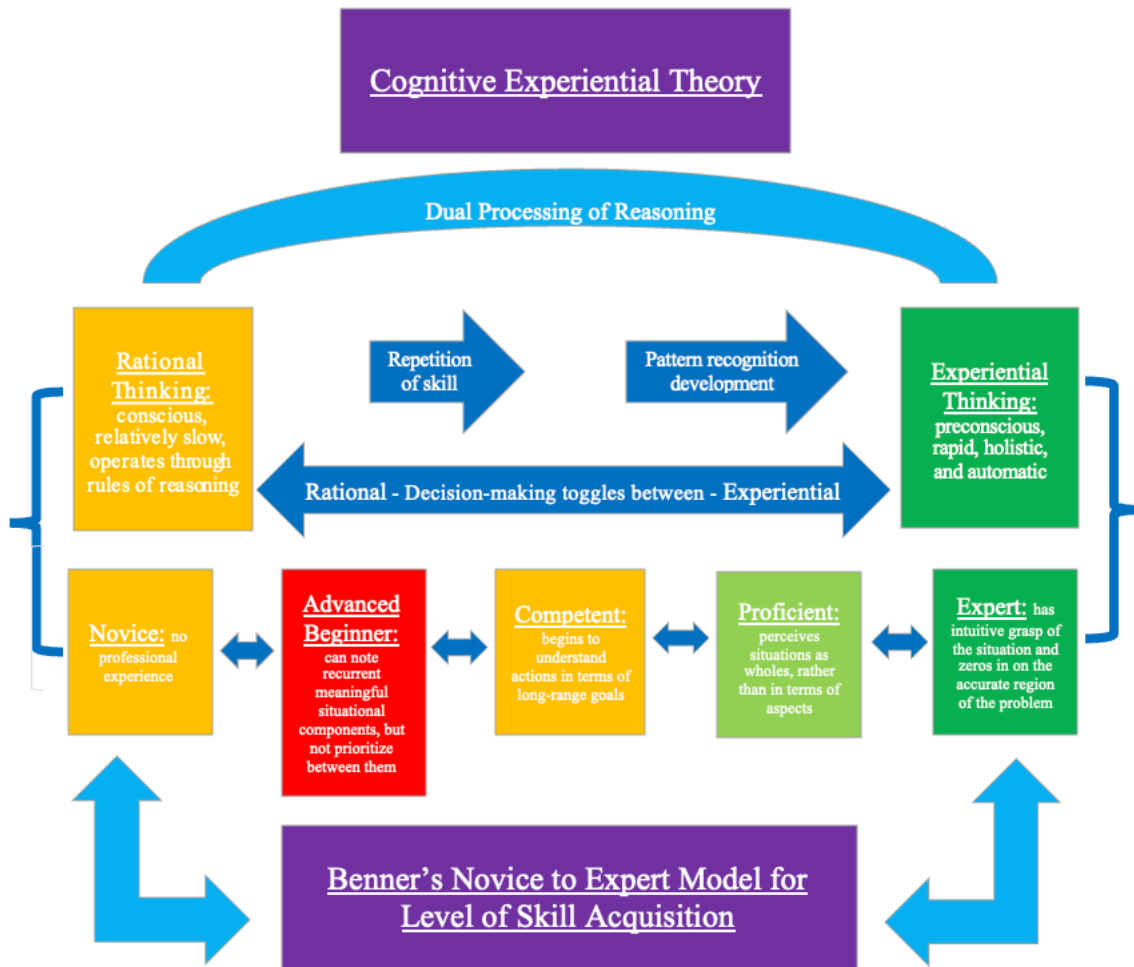 Cognitive Experiential Theory
Dual Processing of Reasoning
Rational
Thinking:
conscious,
relatively slow,
operates through
rules of reasoning
Repetition
of skill
Pattern recognition
development
Experiential
Thinking:
preconscious,
rapid, holistic,
and automatic
Rational - Decision-making toggles between - Experiential
Novice: no
professional
experience
Advanced
Beginner:
can note
recurrent
meaningful
situational
components, but
not prioritize
between them
Competent:
begins to
understand
actions in terms of
long-range goals
Proficient:
perceives
situations as
wholes, rather
than in terms of
aspects
Expert: has
intuitive grasp of
the situation and
zeros in on the
accurate region
of the problem
Benner’s Novice to Expert Model for
Level of Skill Acquisition